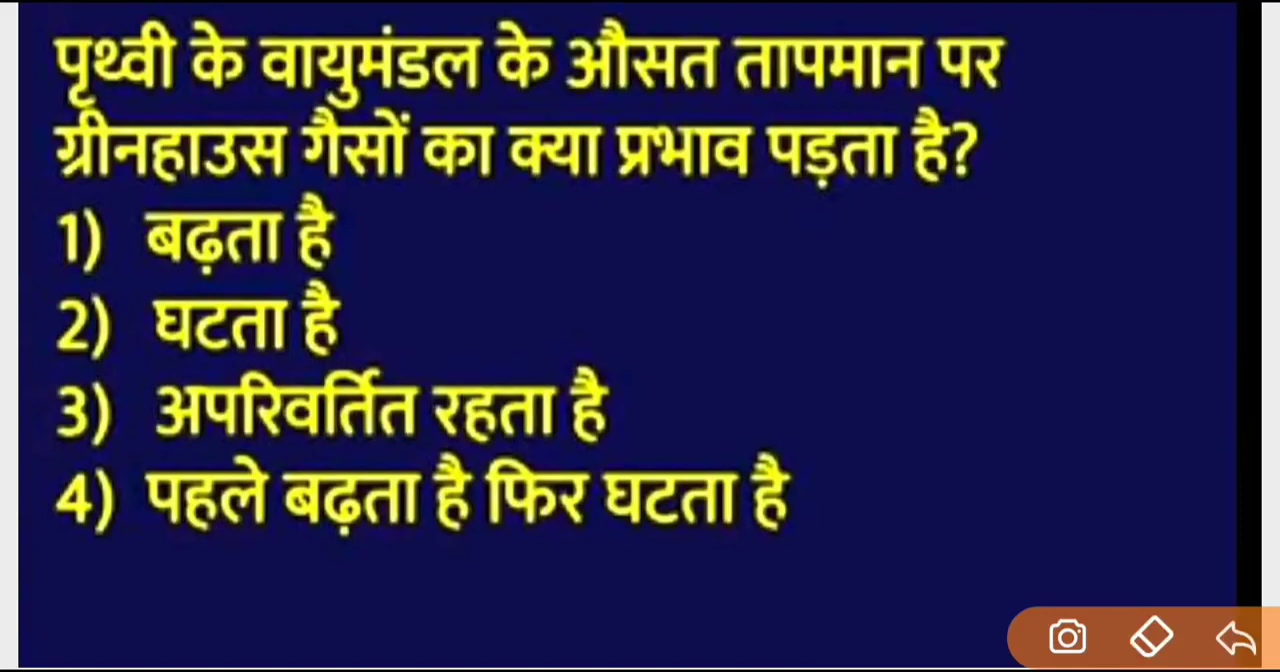 पृथ्वी के वायुमंडल के औसत तापमान पर
ग्रीनहाउस गैसों का क्या प्रभाव पड़ता है?
1) बढ़ता है
2) घटता है
3) अपरिवर्तित रहता है
4) पहले बढ़ता है फिर घटता है